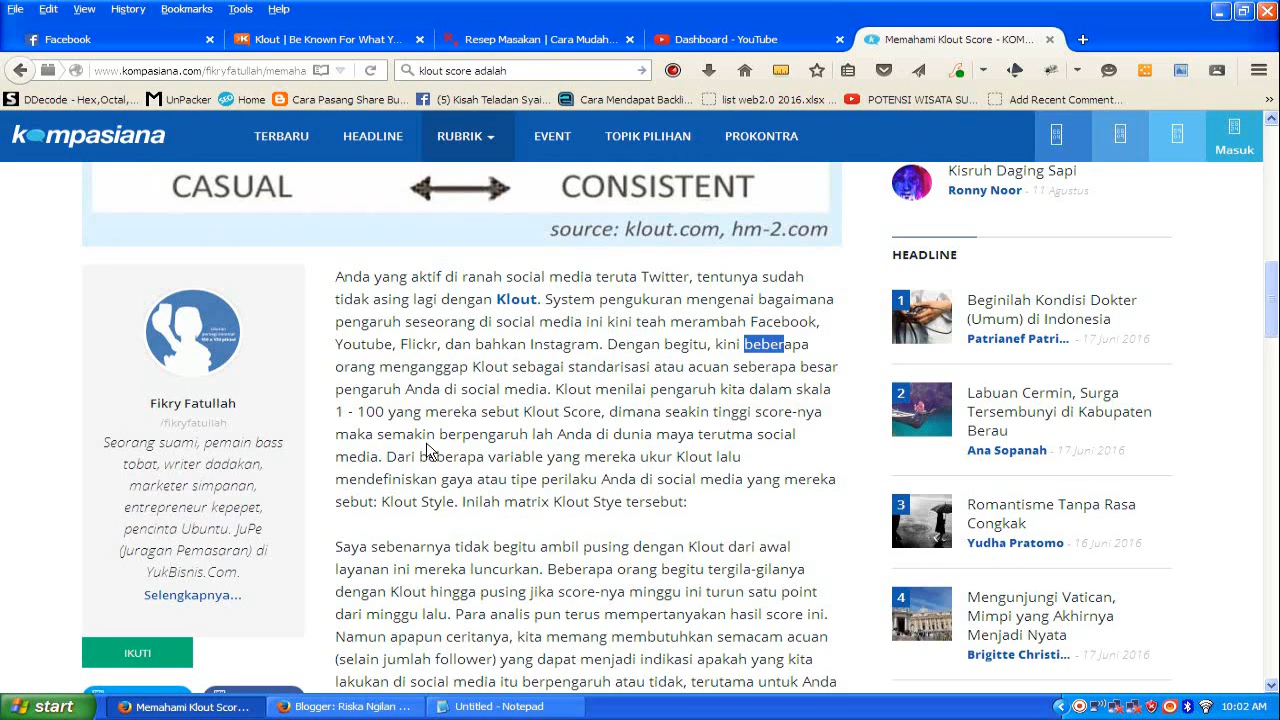 File Edit View History Bookmarks Tools Help
Facebook
Klout | Be Known For What Y...
Resep Masakan | Cara Mudah...
Dashboard - YouTube
Memahami Klout Score - KOM...
www.kompasiana.com/fikryfatullah/memaha
klout score adalah
DDecode - Hex,Octal,...
UnPacker
Home
Cara Pasang Share Bu...
(5) Kisah Teladan Syai...
Cara Mendapat Backli...
list web2.0 2016.xlsx ...
POTENSI WISATA SU...
Add Recent Comment...
kompasiana
TERBARU HEADLINE RUBRIK EVENT TOPIK PILIHAN PROKONTRA
Masuk
CASUAL CONSISTENT
source: klout.com, hm-2.com
Fikry Fatullah
/fikryfatullah
Seorang suami, pemain bass
tobat, writer dadakan,
marketer simpanan,
entrepreneur kepepet,
pencinta Ubuntu. JuPe
(Juragan Pemasaran) di
YukBisnis.Com.
Selengkapnya...
IKUTI
Anda yang aktif di ranah social media teruta Twitter, tentunya sudah
tidak asing lagi dengan Klout. System pengukuran mengenai bagaimana
pengaruh seseorang di social media ini kini teah merambah Facebook,
Youtube, Flickr, dan bahkan Instagram. Dengan begitu, kini beberapa
orang menganggap Klout sebagai standarisasi atau acuan seberapa besar
pengaruh Anda di social media. Klout menilai pengaruh kita dalam skala
1 - 100 yang mereka sebut Klout Score, dimana seakin tinggi score-nya
maka semakin berpengaruh lah Anda di dunia maya terutma social
media. Dari beberapa variable yang mereka ukur Klout lalu
mendefiniskan gaya atau tipe perilaku Anda di social media yang mereka
sebut: Klout Style. Inilah matrix Klout Stye tersebut:
Saya sebenarnya tidak begitu ambil pusing dengan Klout dari awal
layanan ini mereka luncurkan. Beberapa orang begitu tergila-gilanya
dengan Klout hingga pusing jika score-nya minggu ini turun satu point
dari minggu lalu. Para analis pun terus mempertanyakan hasil score ini.
Namun apapun ceritanya, kita memang membutuhkan semacam acuan
(selain jumlah follower) yang dapat menjadi indikasi apakah yang kita
lakukan di social media itu berpengaruh atau tidak, terutama untuk Anda
Kisruh Daging Sapi
Ronny Noor - 11 Agustus
HEADLINE
1
Beginilah Kondisi Dokter
(Umum) di Indonesia
Patrianef Patri... - 17 Juni 2016
2
Labuan Cermin, Surga
Tersembunyi di Kabupaten
Berau
Ana Sopanah - 17 Juni 2016
3
Romantisme Tanpa Rasa
Congkak
Yudha Pratomo - 16 Juni 2016
4
Mengunjungi Vatican,
Mimpi yang Akhirnya
Menjadi Nyata
Brigitte Christi... - 17 Juni 2016
start
Memahami Klout Scor...
Blogger: Riska Ngilan ...
Untitled - Notepad
10:02 AM